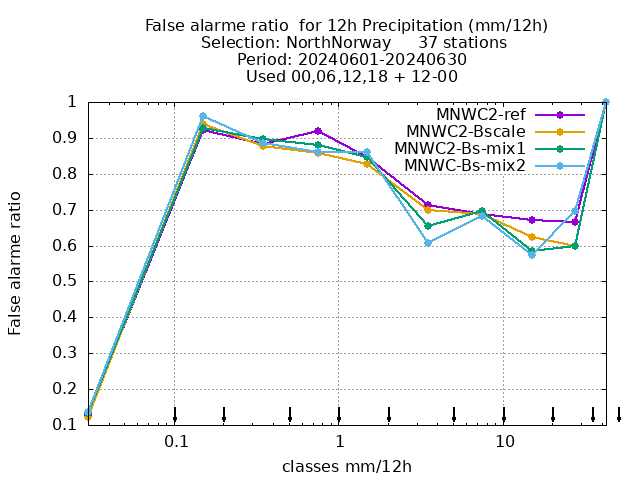 False alarme ratio  for 12h Precipitation (mm/12h)
Selection: NorthNorway     37 stations
Period: 20240601-20240630
Used 00,06,12,18 + 12-00
1
0.9
0.8
0.7
0.6
0.5
0.4
0.3
0.2
0.1
False alarme ratio
MNWC2-ref
MNWC2-Bscale
MNWC2-Bs-mix1
MNWC-Bs-mix2
0.1
1
10
classes mm/12h